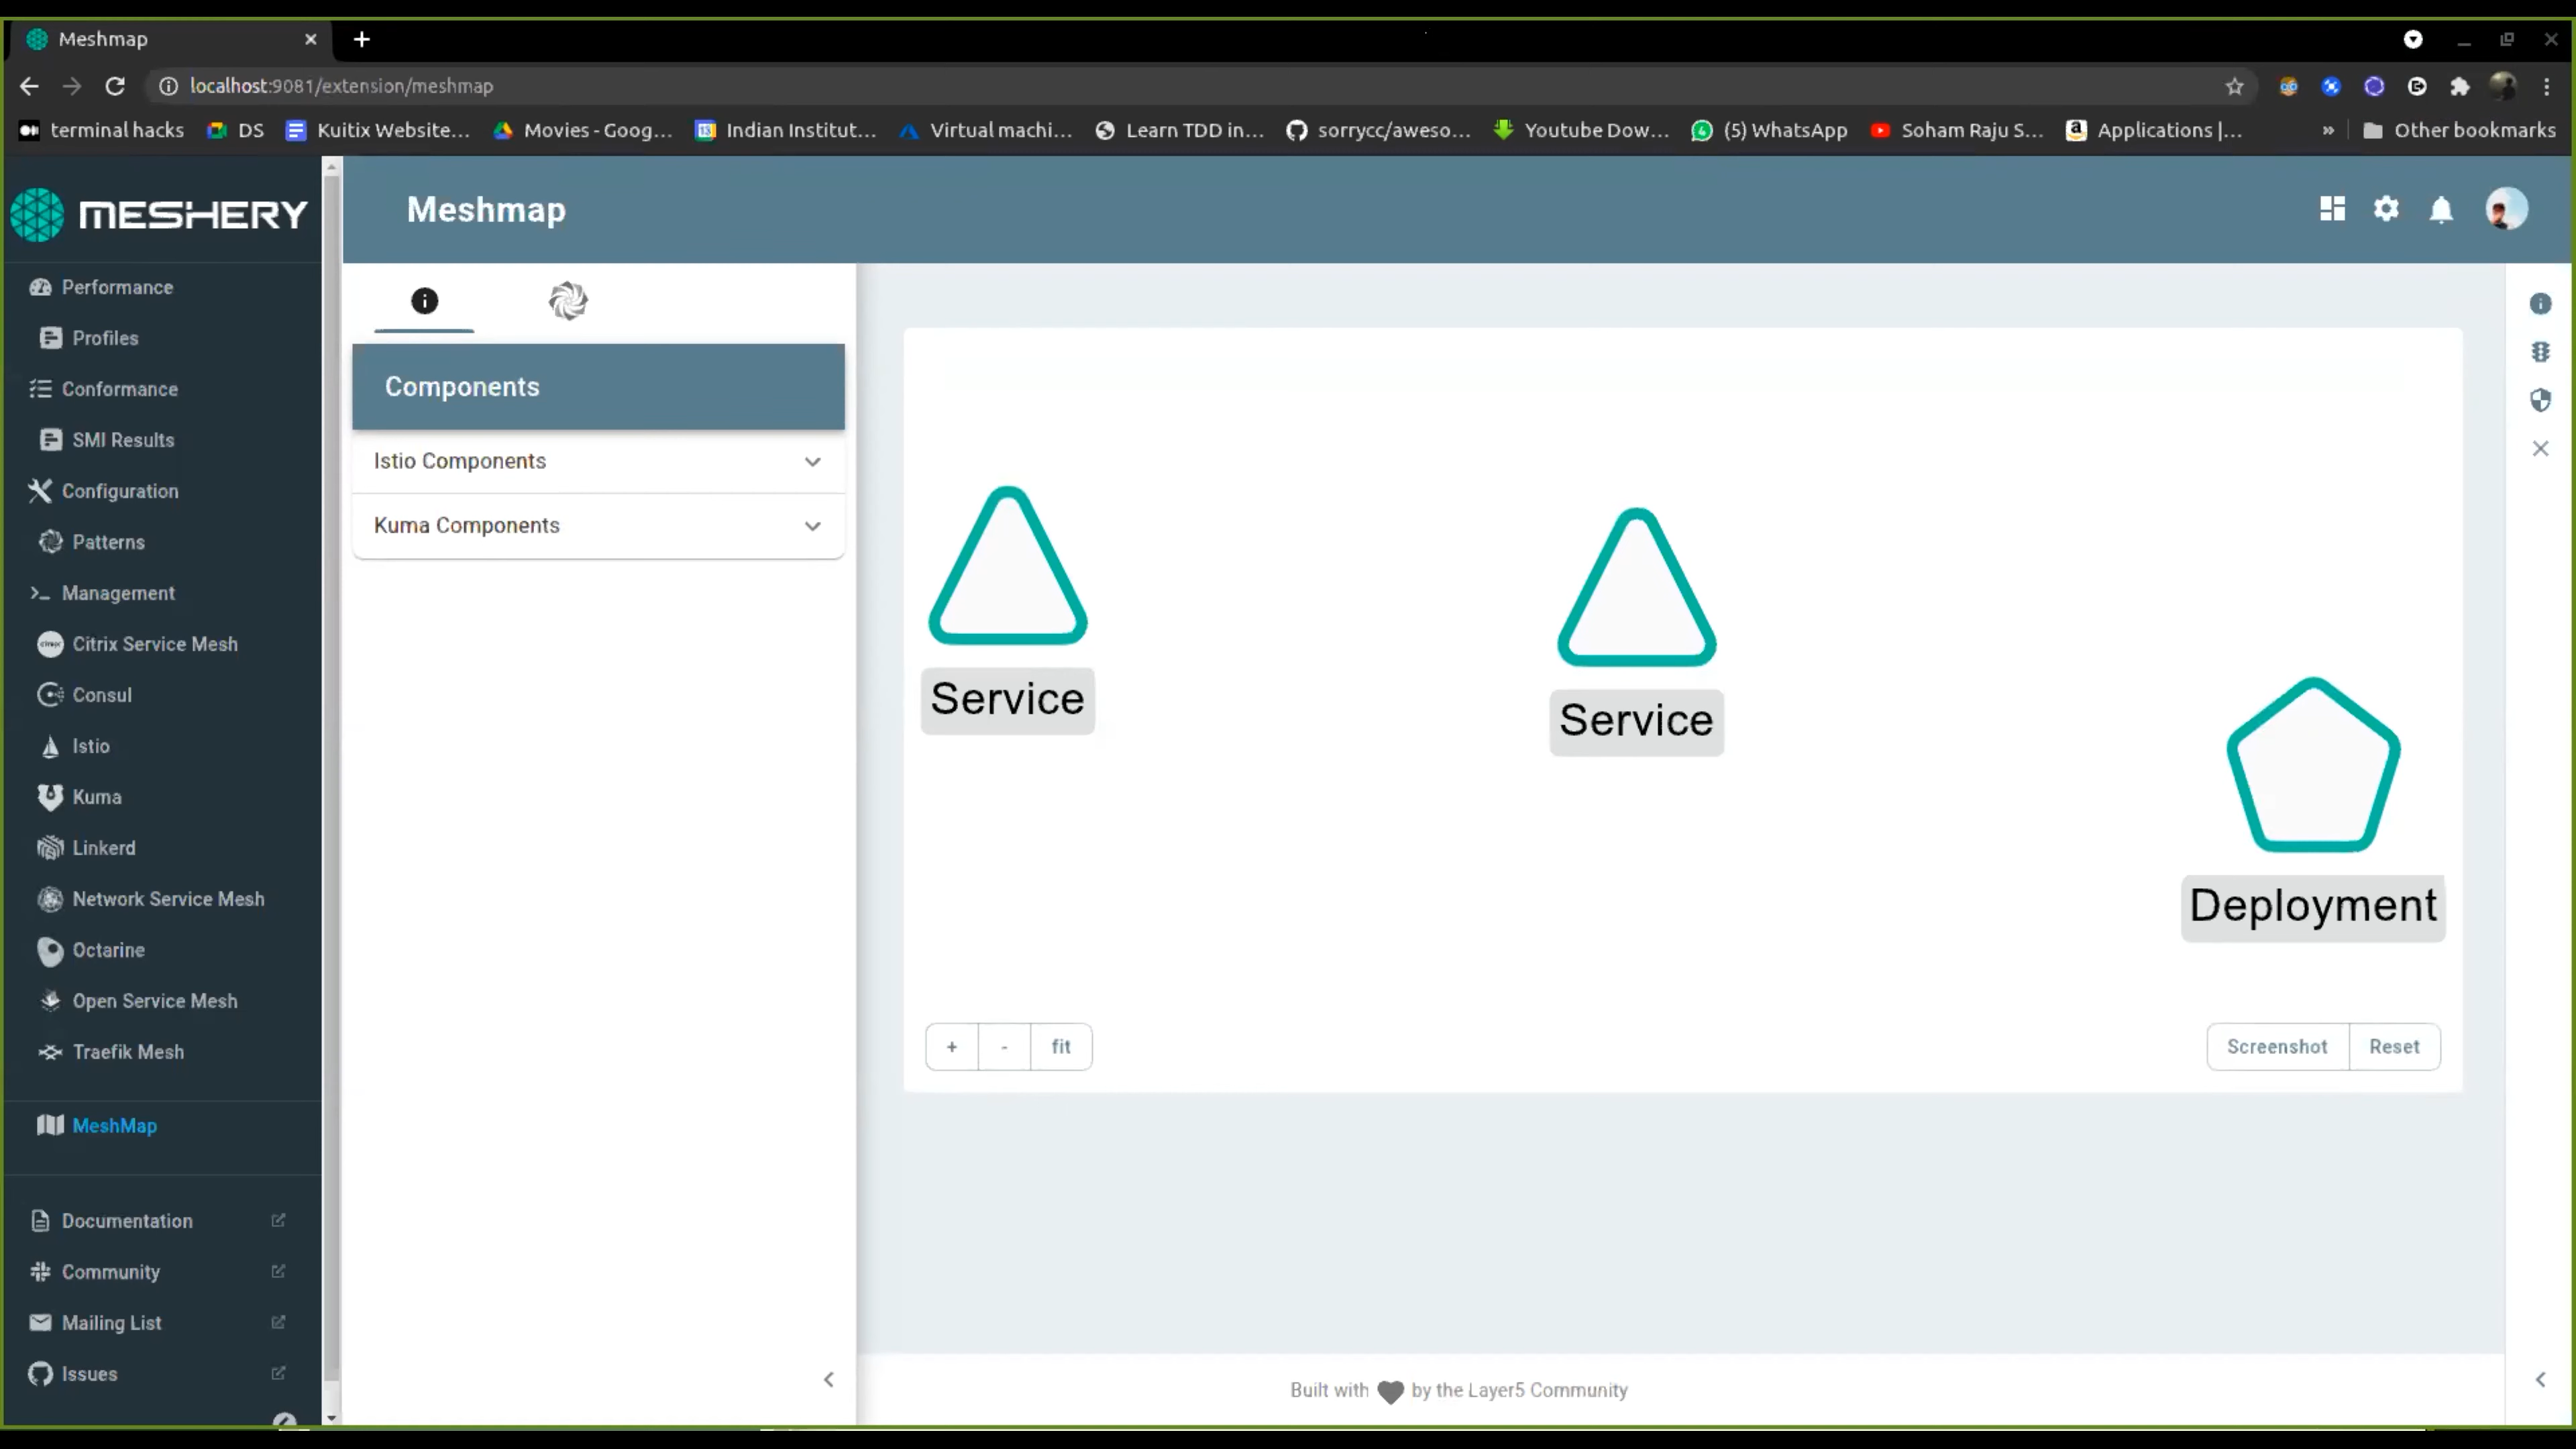 Meshmap
localhost:9081/extension/meshmap
terminal hacks DS Kuitix Website... Movies - Goog... Indian Institut... Virtual machi... Learn TDD in... sorrycc/aweso... Youtube Dow... (5) WhatsApp Soham Raju S... Applications |... » Other bookmarks
MESHERY
Meshmap
Performance
Profiles
Conformance
SMI Results
Configuration
Patterns
Management
Citrix Service Mesh
Consul
Istio
Kuma
Linkerd
Network Service Mesh
Octarine
Open Service Mesh
Traefik Mesh
MeshMap
Documentation
Community
Mailing List
Issues
Components
Istio Components
Kuma Components
Service
Service
Deployment
+ - fit
Screenshot Reset
Built with by the Layer5 Community